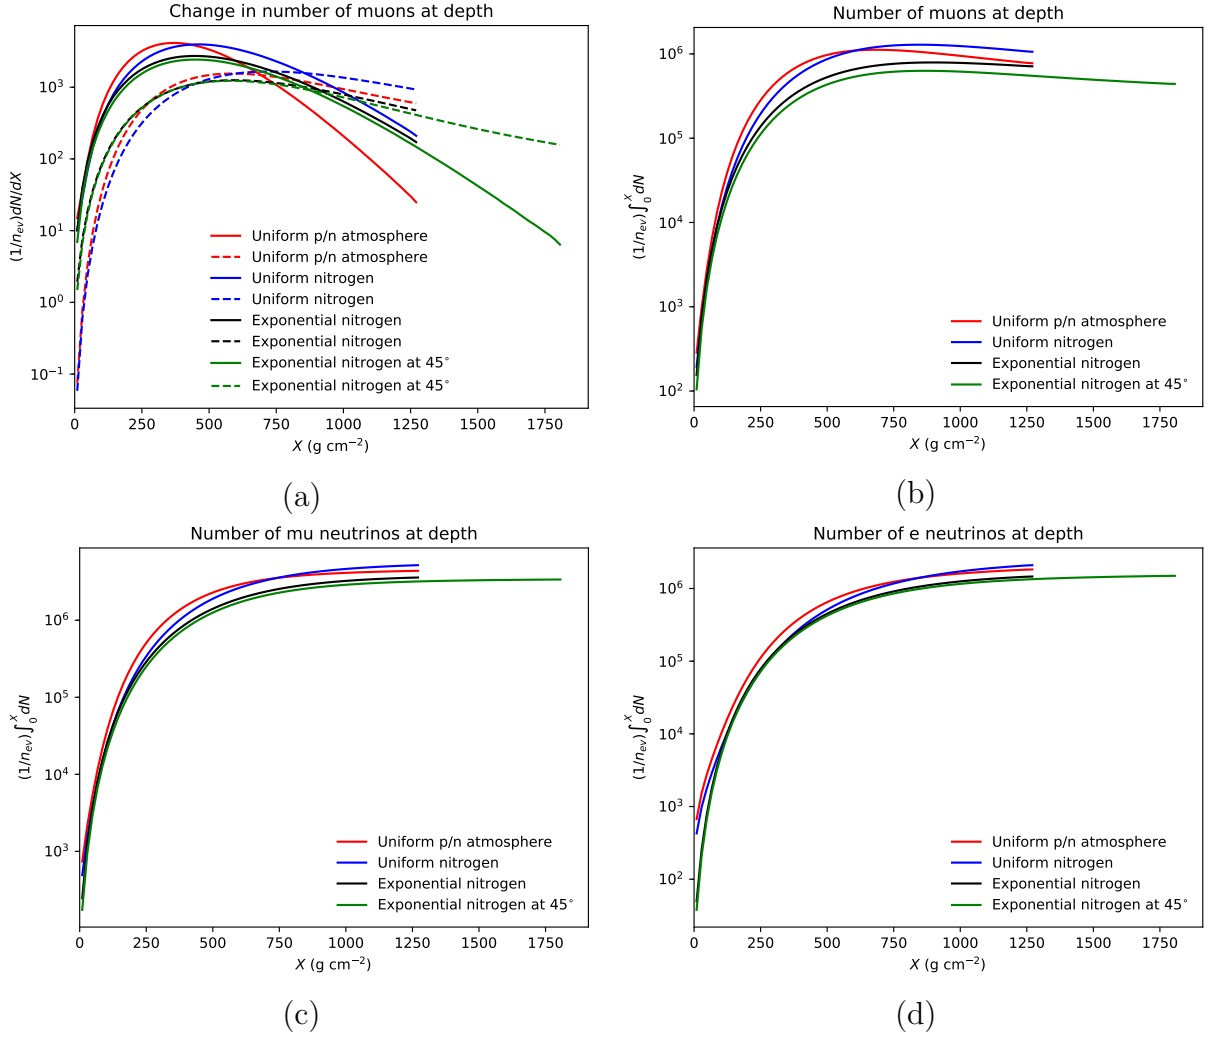 Change in number of muons at depth
(1/n_{ev})dN/dX
10^3
10^2
10^1
10^0
10^{−1}
Uniform p/n atmosphere
Uniform p/n atmosphere
Uniform nitrogen
Uniform nitrogen
Exponential nitrogen
Exponential nitrogen
Exponential nitrogen at 45°
Exponential nitrogen at 45°
0 250 500 750 1000 1250 1500 1750
X (g cm^{−2})
(a)
Number of muons at depth
(1/n_{ev})∫_0^X dN
10^6
10^5
10^4
10^3
10^2
Uniform p/n atmosphere
Uniform nitrogen
Exponential nitrogen
Exponential nitrogen at 45°
0 250 500 750 1000 1250 1500 1750
X (g cm^{−2})
(b)
Number of mu neutrinos at depth
(1/n_{ev})∫_0^X dN
10^6
10^5
10^4
10^3
Uniform p/n atmosphere
Uniform nitrogen
Exponential nitrogen
Exponential nitrogen at 45°
0 250 500 750 1000 1250 1500 1750
X (g cm^{−2})
(c)
Number of e neutrinos at depth
(1/n_{ev})∫_0^X dN
10^6
10^5
10^4
10^3
10^2
Uniform p/n atmosphere
Uniform nitrogen
Exponential nitrogen
Exponential nitrogen at 45°
0 250 500 750 1000 1250 1500 1750
X (g cm^{−2})
(d)